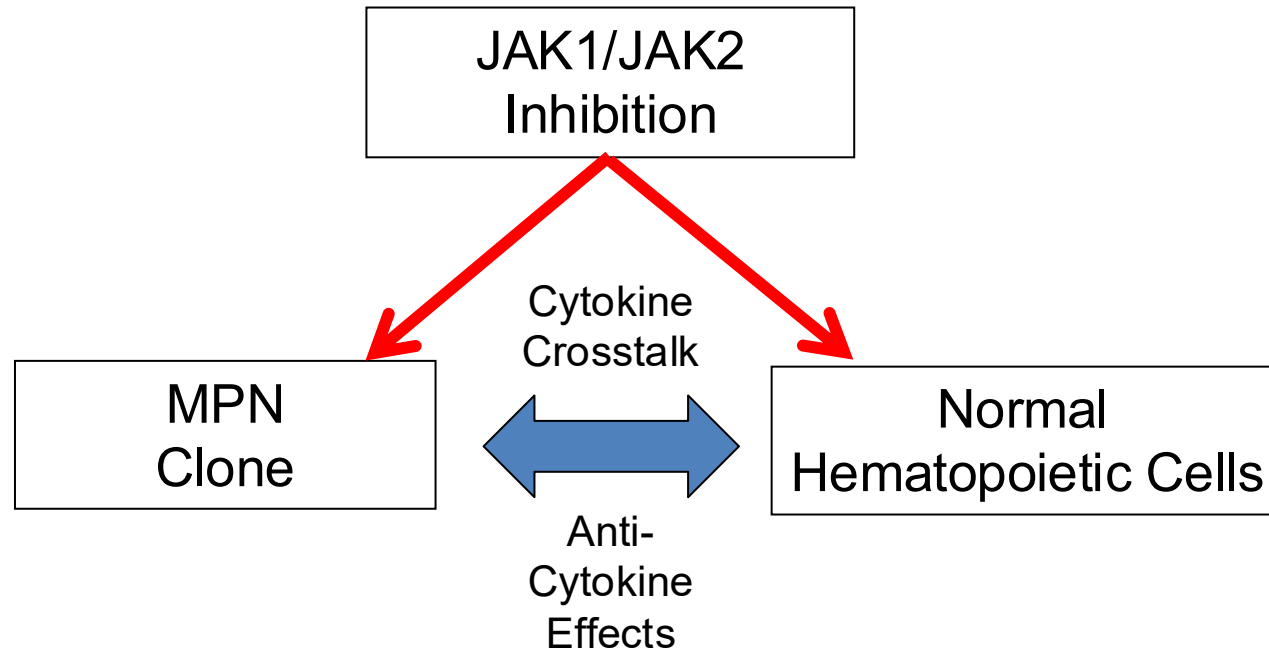 JAK1/JAK2
Inhibition
Cytokine
Crosstalk
MPN
Clone
Normal
Hematopoietic Cells
Anti-
Cytokine
Effects